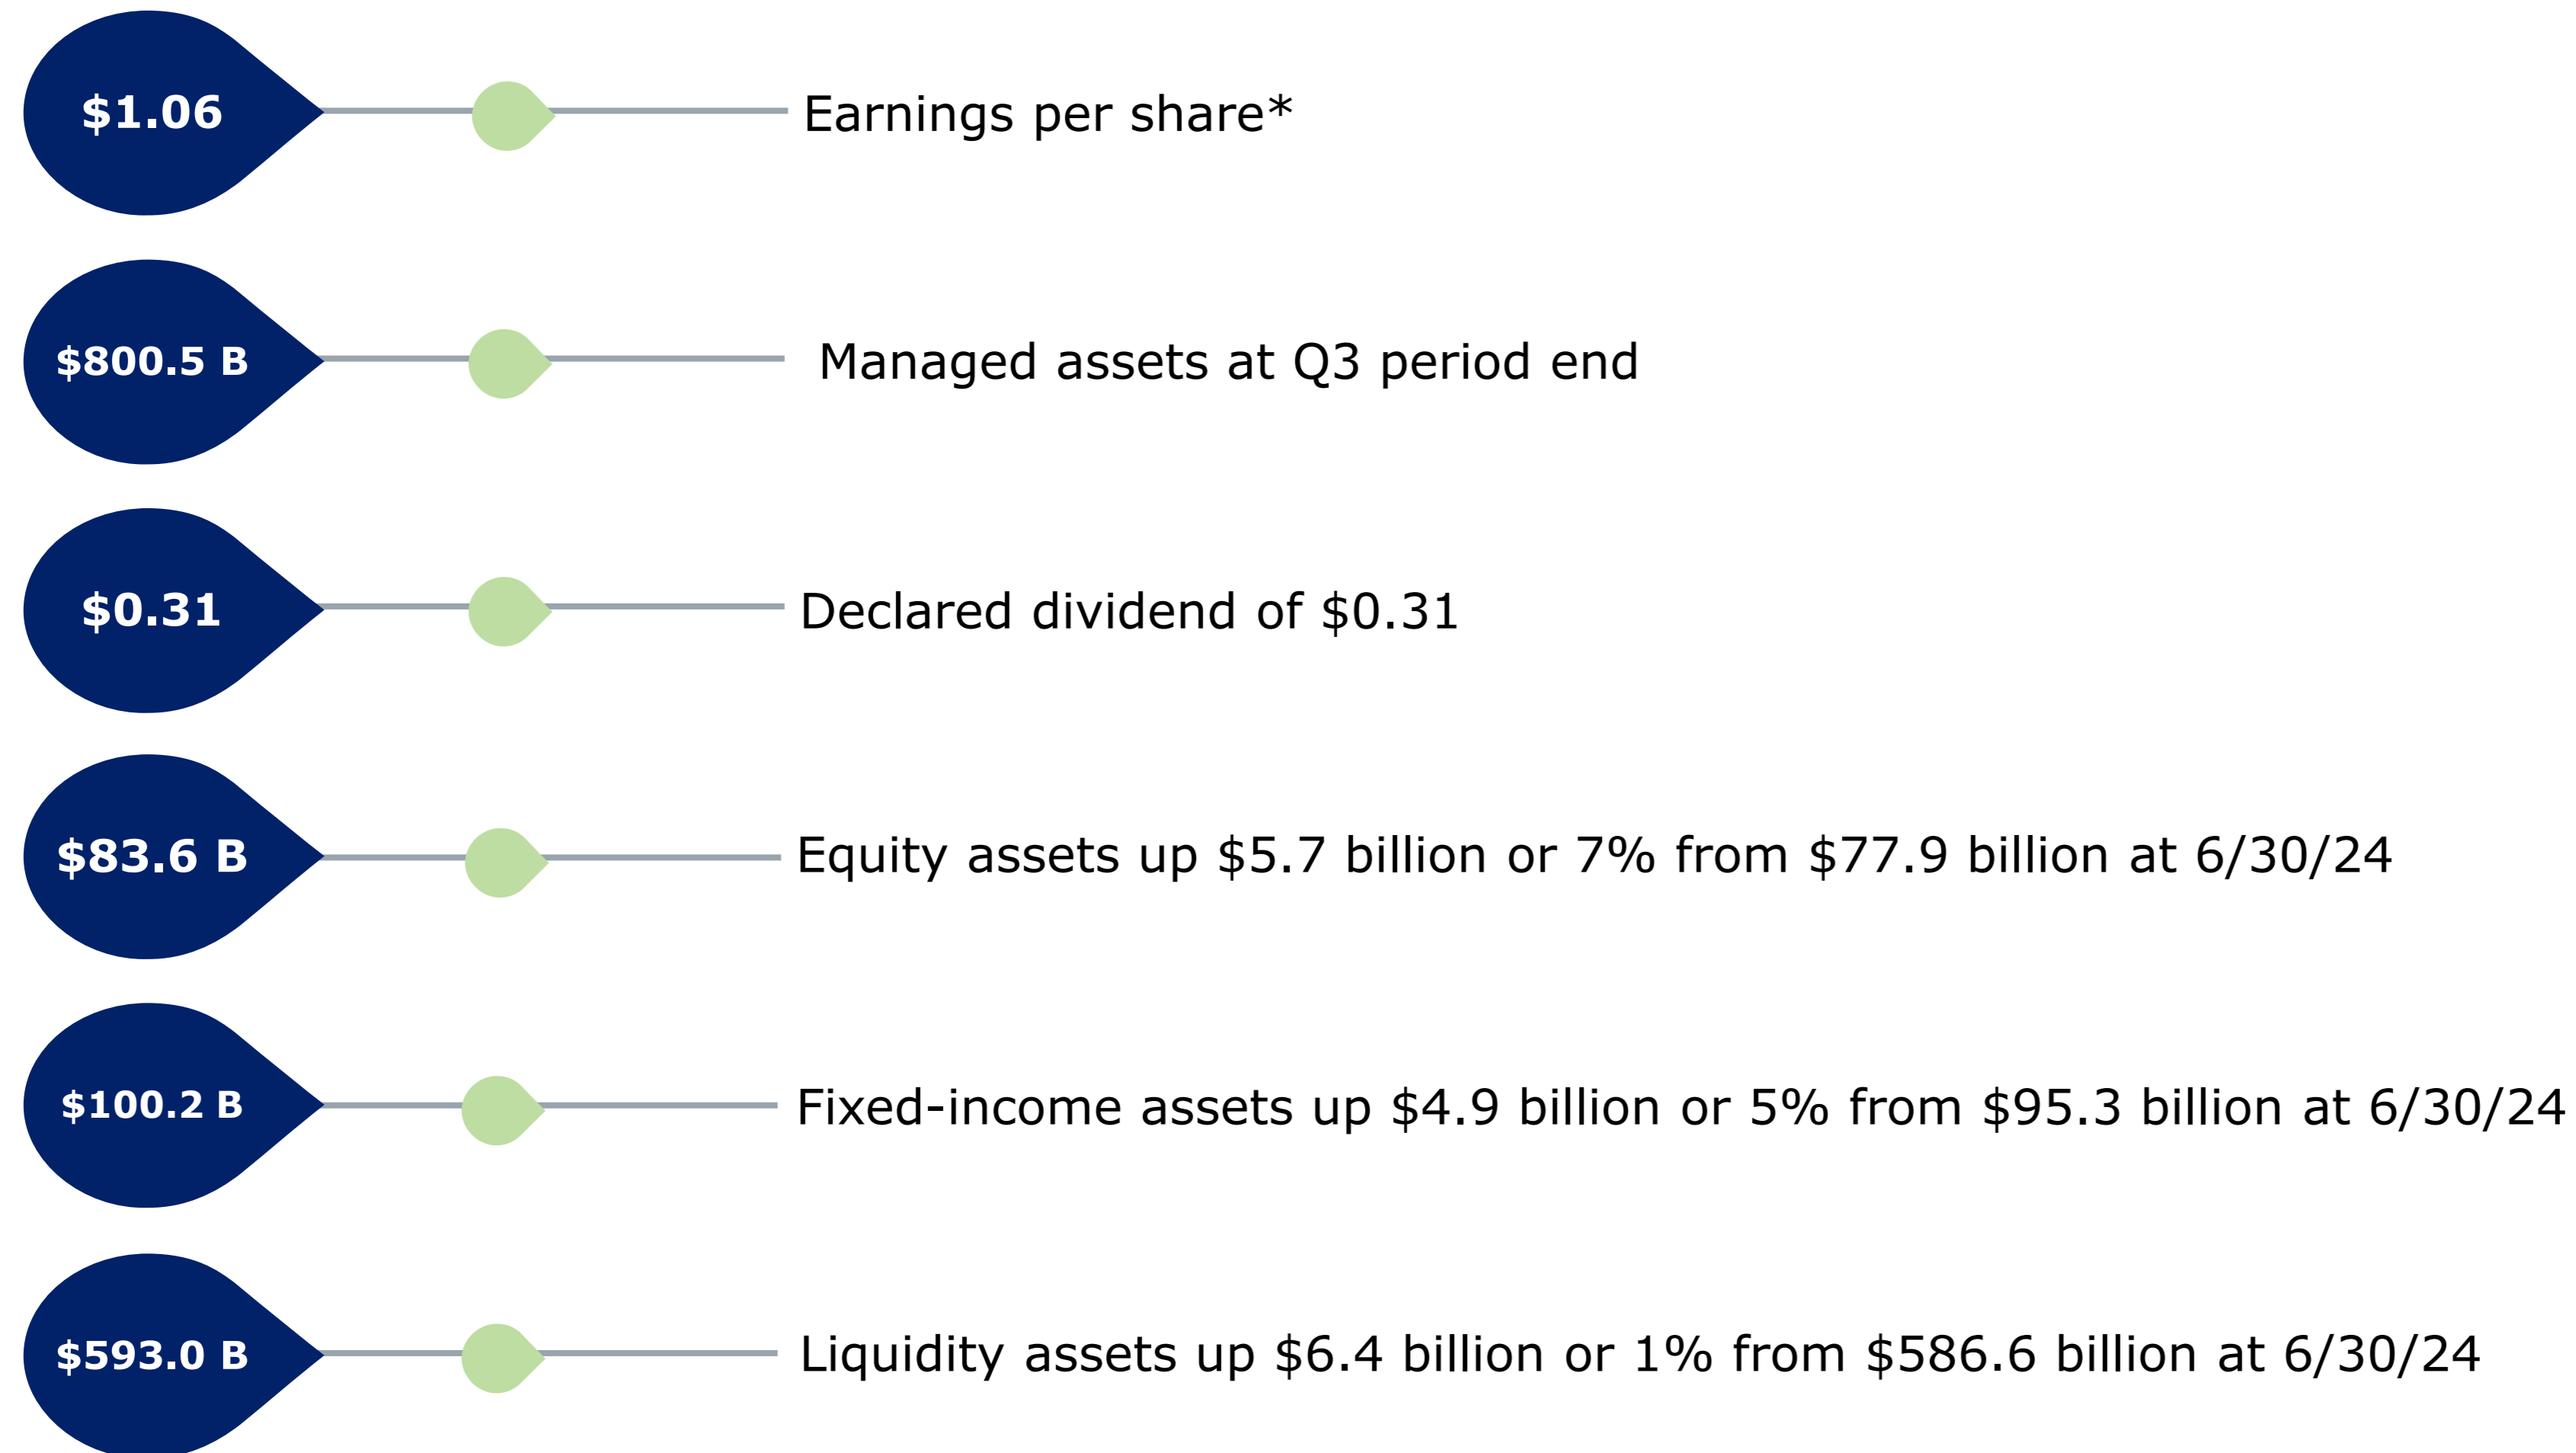 $1.06
Earnings per share*
$800.5 B
Managed assets at Q3 period end
$0.31
Declared dividend of $0.31
$83.6 B
Equity assets up $5.7 billion or 7% from $77.9 billion at 6/30/24
$100.2 B
Fixed-income assets up $4.9 billion or 5% from $95.3 billion at 6/30/24
$593.0 B
Liquidity assets up $6.4 billion or 1% from $586.6 billion at 6/30/24